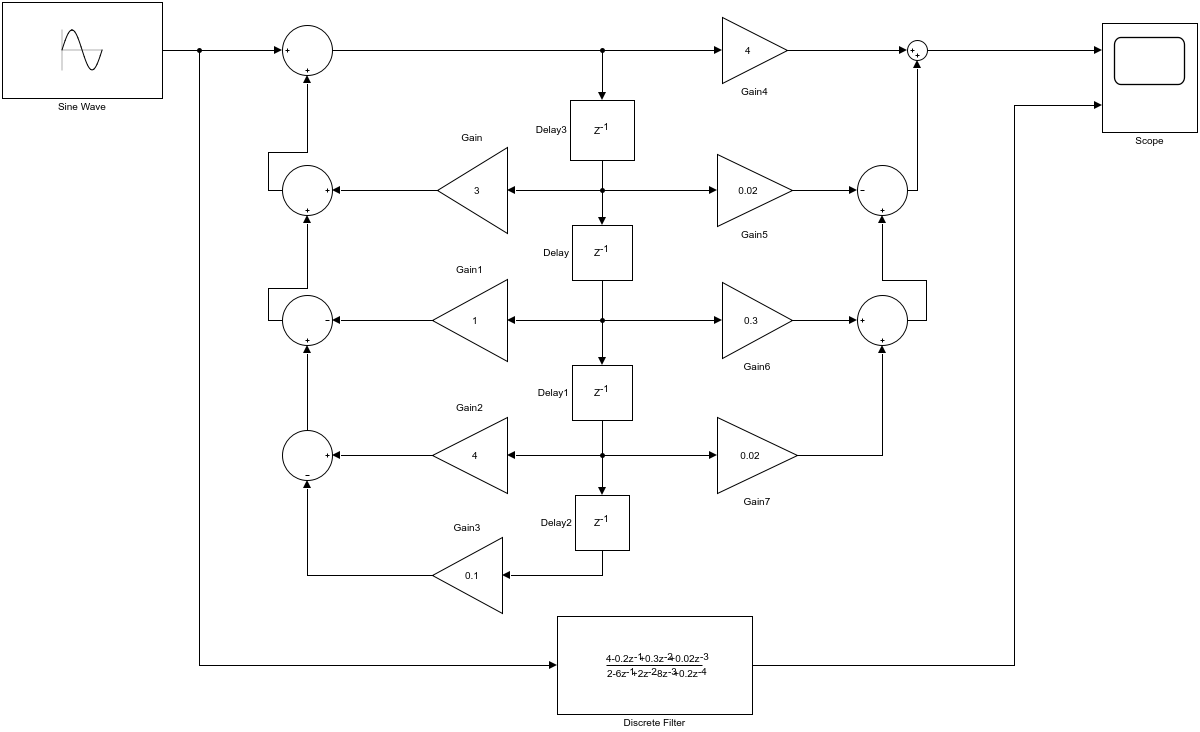 Sine Wave
+
+
4
Gain4
+
+
Scope
Delay3
Z-1
Gain
3
+
+
0.02
Gain5
−
+
Delay
Z-1
Gain1
1
−
+
0.3
Gain6
+
+
Delay1
Z-1
Gain2
4
+
−
0.02
Gain7
Delay2
Z-1
Gain3
0.1
4-0.2z-1+0.3z-2+0.02z-3
2-6z-1+2z-2-8z-3+0.2z-4
Discrete Filter